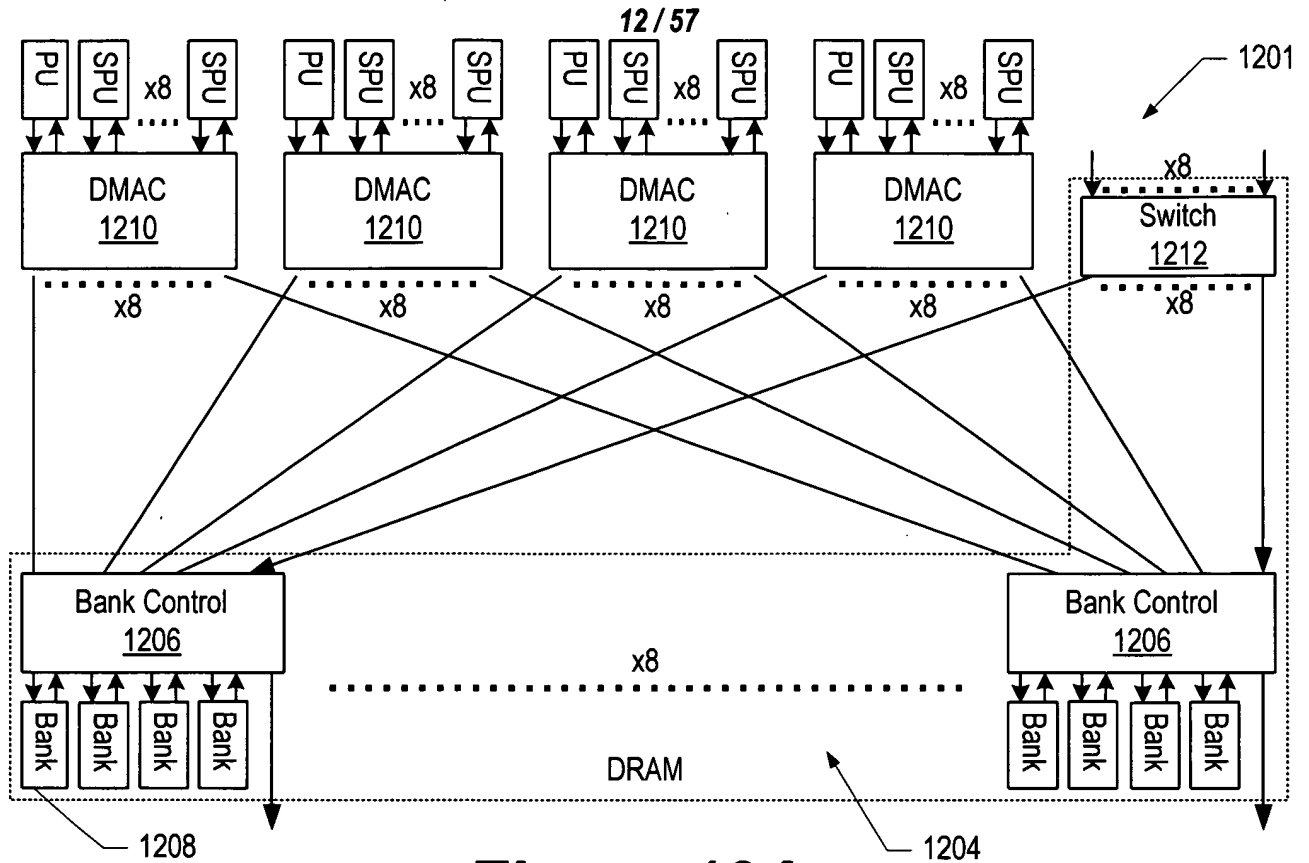 12 / 57
PU SPU x8 SPU PU SPU x8 SPU PU SPU x8 SPU PU SPU x8 SPU
1201
DMAC
1210
DMAC
1210
DMAC
1210
DMAC
1210
x8
Switch
1212
x8 x8 x8 x8 x8
Bank Control
1206
Bank Control
1206
x8
Bank Bank Bank Bank
Bank Bank Bank Bank
DRAM
1208
1204